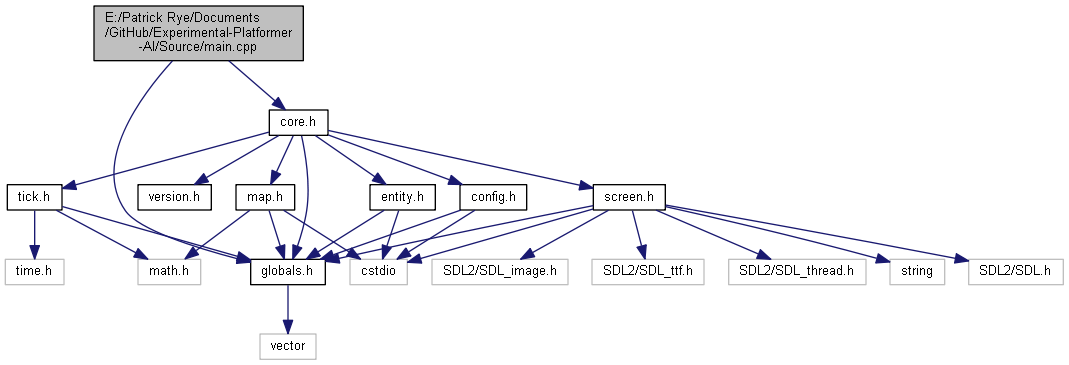 E:/Patrick Rye/Documents
/GitHub/Experimental-Platformer
-AI/Source/main.cpp
core.h
tick.h
version.h
map.h
entity.h
config.h
screen.h
time.h
math.h
globals.h
cstdio
SDL2/SDL_image.h
SDL2/SDL_ttf.h
SDL2/SDL_thread.h
string
SDL2/SDL.h
vector